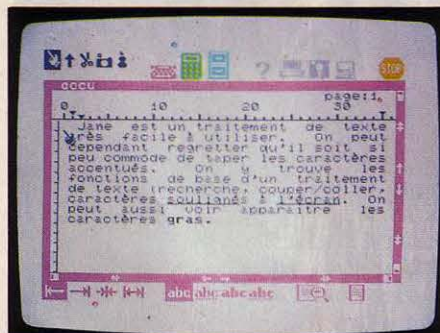 STOP
cccu
page:1
0 10 20 30
Jane est un traitement de texte
très facile à utiliser. On peut
cependant regretter qu'il soit si
peu commode de taper les caractères
accentués. On y trouve les
fonctions de base d'un traitement
de texte (recherche, couper/coller,
caractères soulignés à l'écran. On
peut aussi voir apparaître les
caractères gras.
abc abc abc abc